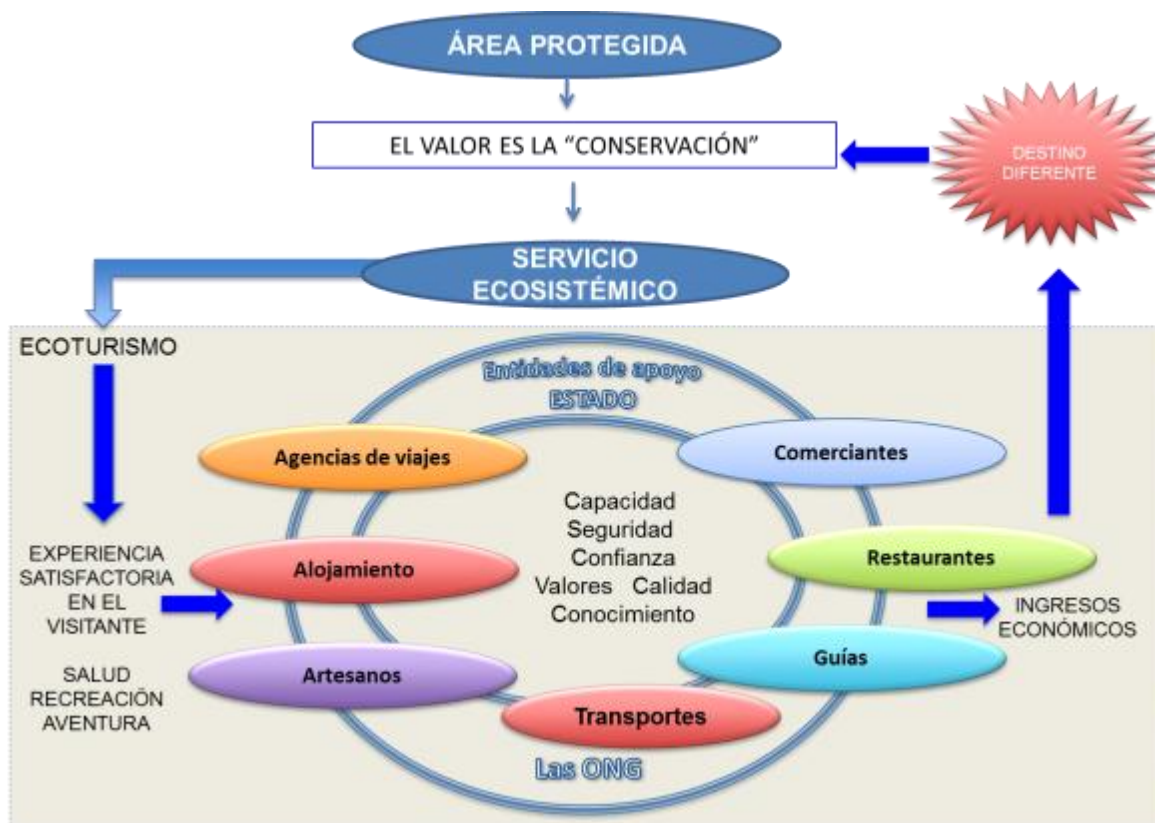 ÁREA PROTEGIDA
EL VALOR ES LA “CONSERVACIÓN”
DESTINO
DIFERENTE
SERVICIO
ECOSISTÉMICO
ECOTURISMO
Entidades de apoyo
ESTADO
Agencias de viajes
Comerciantes
Capacidad
Seguridad
Confianza
Valores Calidad
Conocimiento
EXPERIENCIA
SATISFACTORIA
EN EL
VISITANTE
Alojamiento
Restaurantes
INGRESOS
ECONÓMICOS
SALUD
RECREACIÓN
AVENTURA
Artesanos
Guías
Transportes
Las ONG